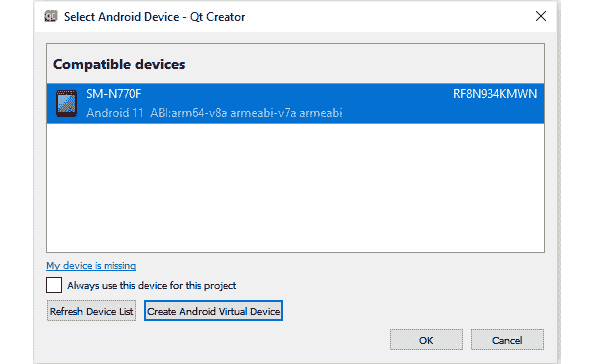 Select Android Device - Qt Creator
Compatible devices
SM-N770F RF8N934KMWN
Android 11 ABI:arm64-v8a armeabi-v7a armeabi
My device is missing
Always use this device for this project
Refresh Device List Create Android Virtual Device
OK Cancel